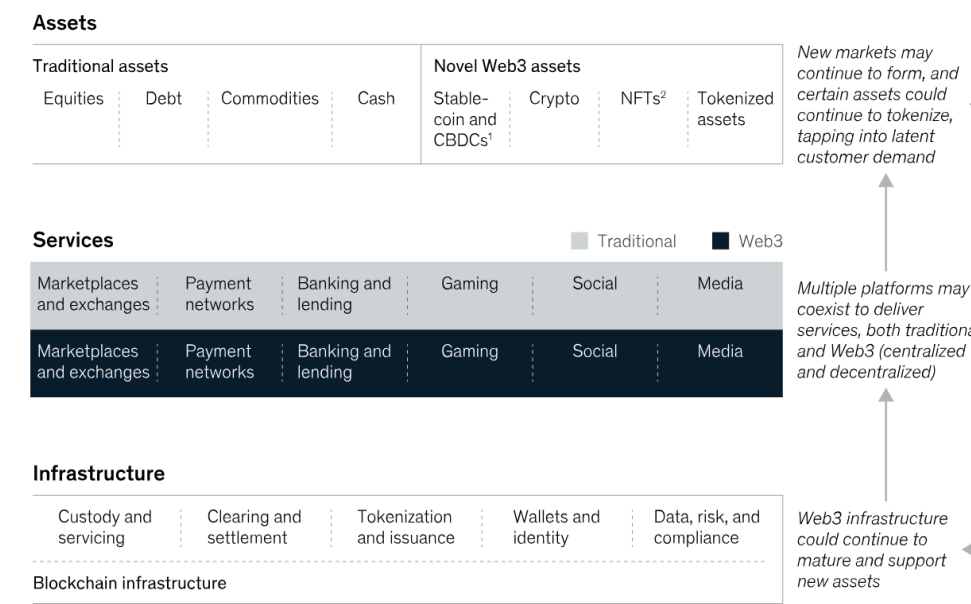 Assets
Traditional assets
Equities
Debt
Commodities
Cash
Novel Web3 assets
Stable-
coin and
CBDCs¹
Crypto
NFTs²
Tokenized
assets
New markets may
continue to form, and
certain assets could
continue to tokenize,
tapping into latent
customer demand
Services
Traditional
Web3
Marketplaces
and exchanges
Payment
networks
Banking and
lending
Gaming
Social
Media
Marketplaces
and exchanges
Payment
networks
Banking and
lending
Gaming
Social
Media
Multiple platforms may
coexist to deliver
services, both traditiona
and Web3 (centralized
and decentralized)
Infrastructure
Custody and
servicing
Clearing and
settlement
Tokenization
and issuance
Wallets and
identity
Data, risk, and
compliance
Blockchain infrastructure
Web3 infrastructure
could continue to
mature and support
new assets